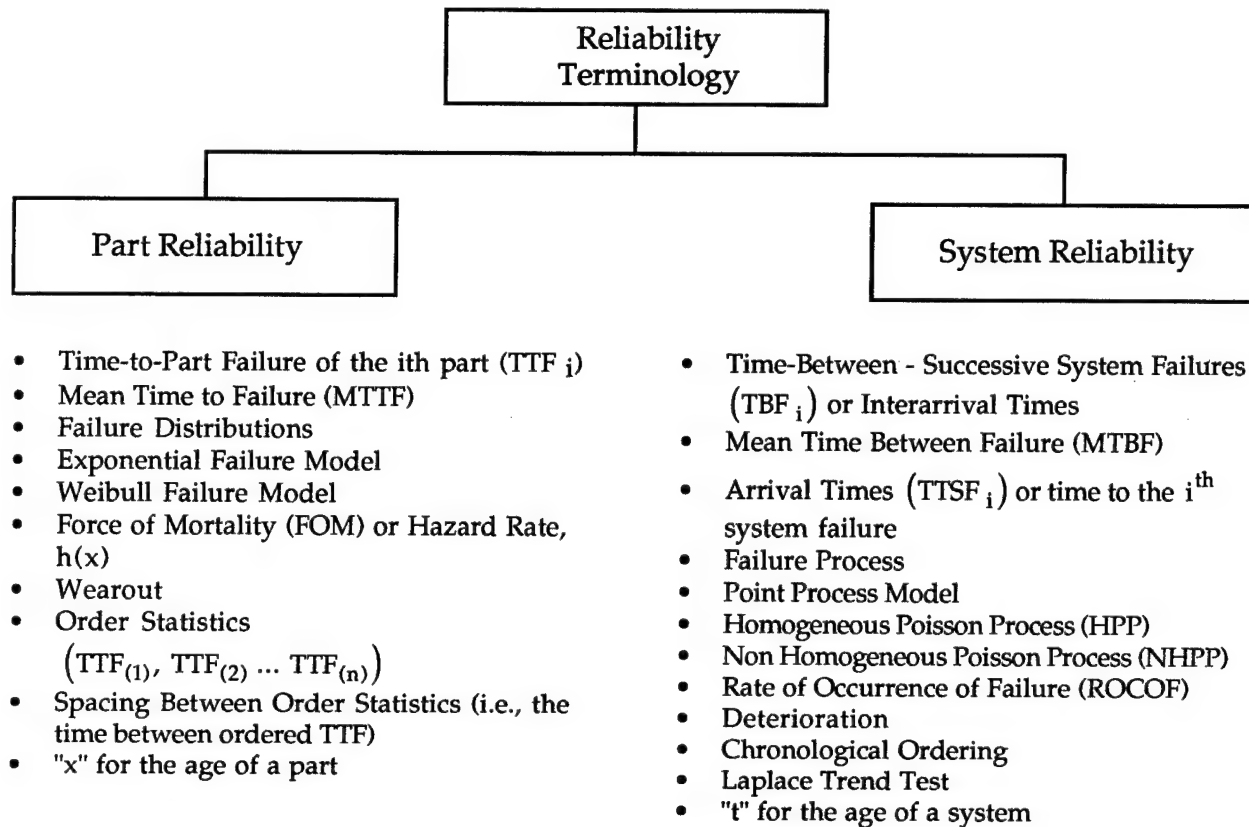 Reliability
Terminology
Part Reliability
System Reliability
• Time-to-Part Failure of the ith part (TTF i)
• Mean Time to Failure (MTTF)
• Failure Distributions
• Exponential Failure Model
• Weibull Failure Model
• Force of Mortality (FOM) or Hazard Rate,
h(x)
• Wearout
• Order Statistics
(TTF(1), TTF(2) ... TTF(n))
• Spacing Between Order Statistics (i.e., the
time between ordered TTF)
• "x" for the age of a part
• Time-Between - Successive System Failures
(TBF i) or Interarrival Times
• Mean Time Between Failure (MTBF)
• Arrival Times (TTSF i) or time to the ith
system failure
• Failure Process
• Point Process Model
• Homogeneous Poisson Process (HPP)
• Non Homogeneous Poisson Process (NHPP)
• Rate of Occurrence of Failure (ROCOF)
• Deterioration
• Chronological Ordering
• Laplace Trend Test
• "t" for the age of a system